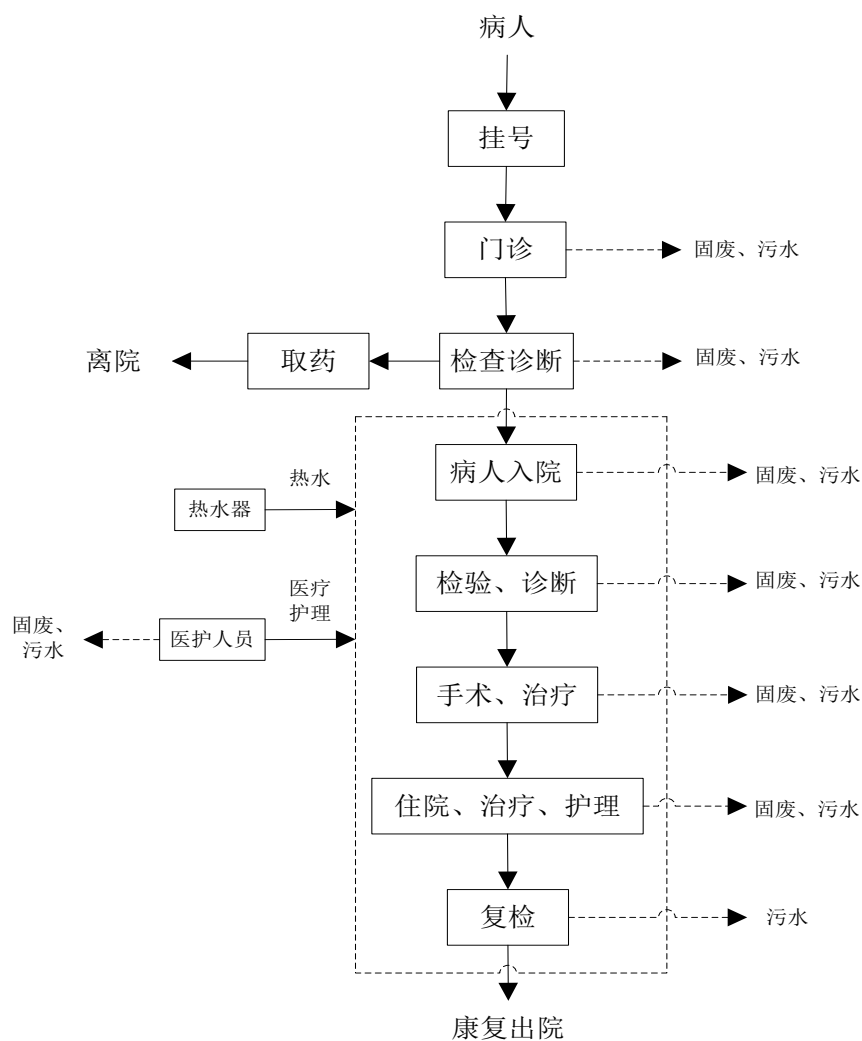 病人
挂号
门诊
固废、污水
离院
取药
检查诊断
固废、污水
热水
病人入院
固废、污水
热水器
医疗
护理
检验、诊断
固废、污水
固废、
污水
医护人员
手术、治疗
固废、污水
住院、治疗、护理
固废、污水
复检
污水
康复出院